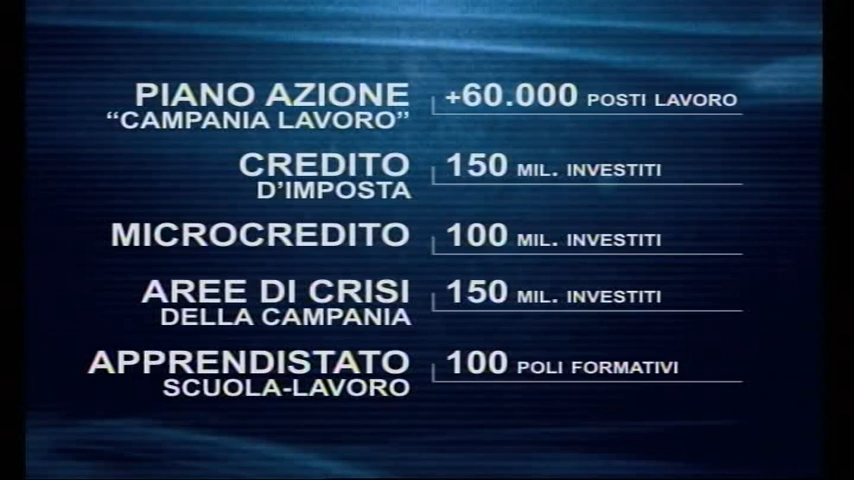 PIANO AZIONE +60.000 POSTI LAVORO
“CAMPANIA LAVORO”
CREDITO 150 MIL. INVESTITI
D’IMPOSTA
MICROCREDITO 100 MIL. INVESTITI
AREE DI CRISI 150 MIL. INVESTITI
DELLA CAMPANIA
APPRENDISTATO 100 POLI FORMATIVI
SCUOLA-LAVORO